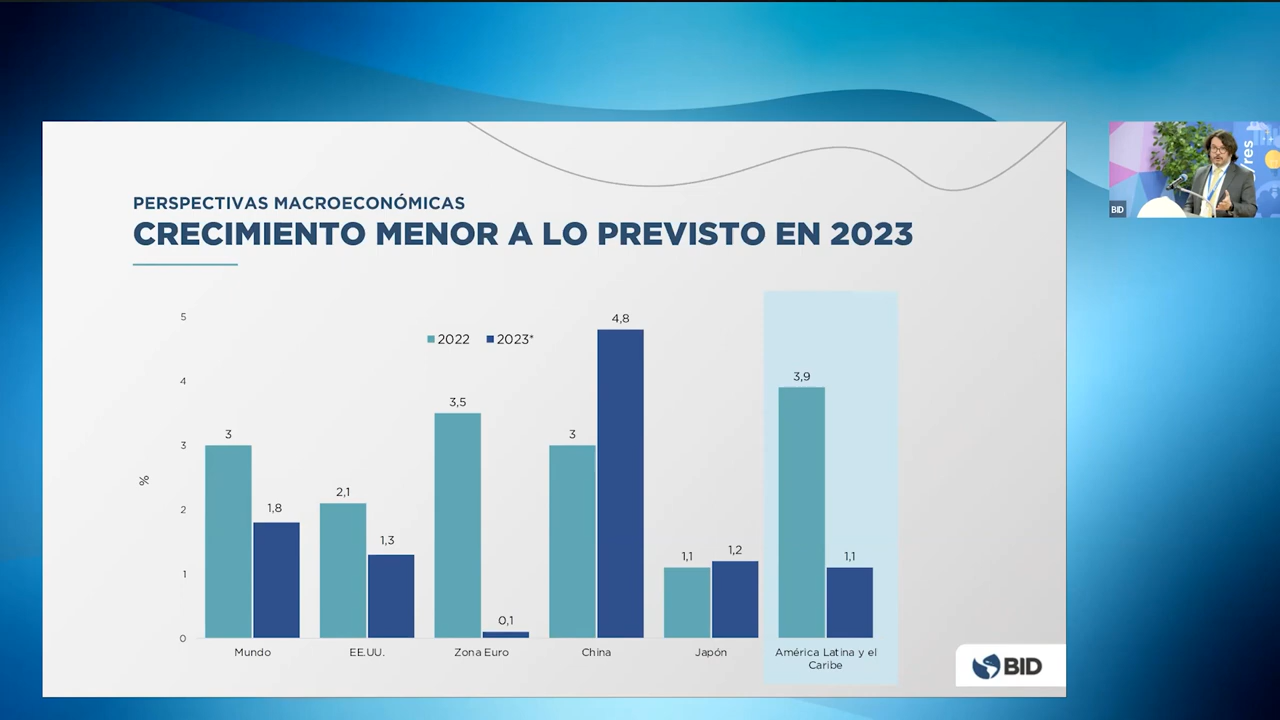 PERSPECTIVAS MACROECONÓMICAS
CRECIMIENTO MENOR A LO PREVISTO EN 2023
5
4
3
2
1
0
%
2022
2023*
3
1,8
2,1
1,3
3,5
0,1
3
4,8
1,1
1,2
3,9
1,1
Mundo
EE.UU.
Zona Euro
China
Japón
América Latina y el
Caribe
BID
BID